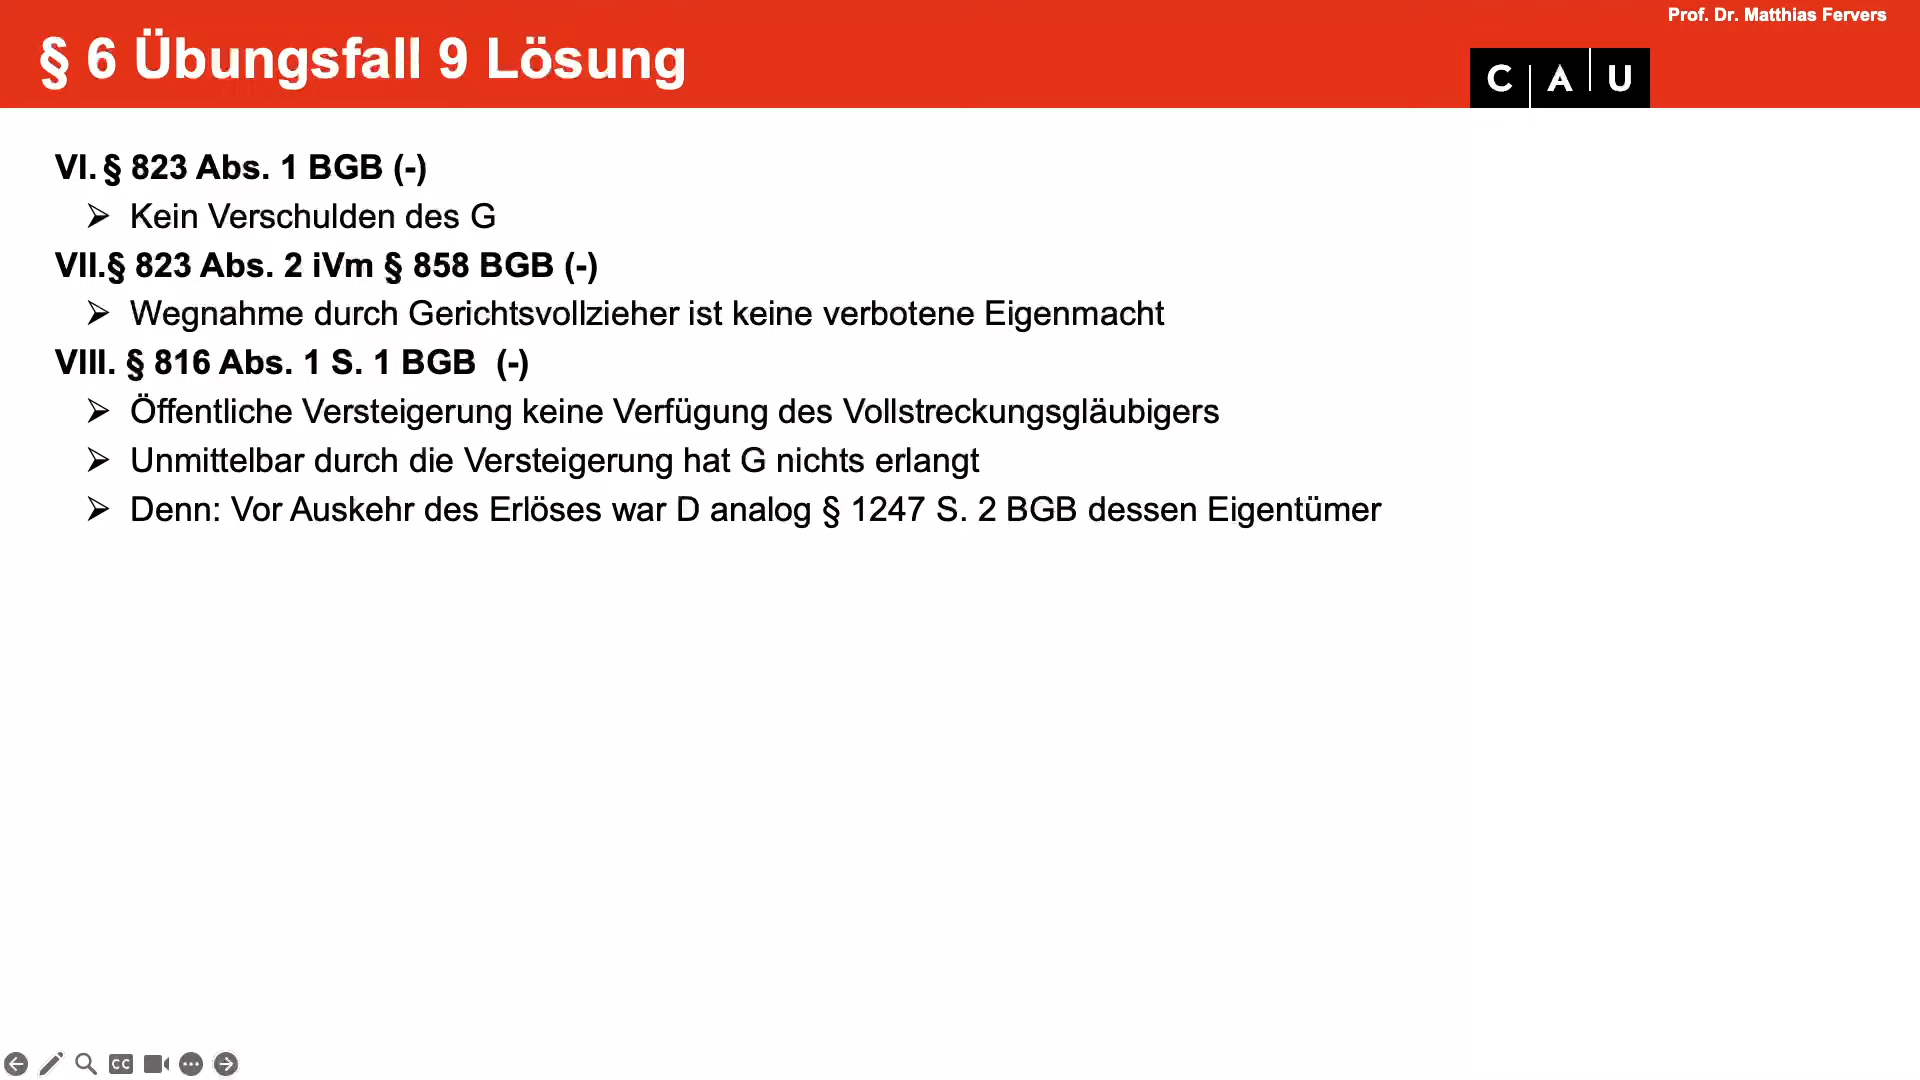 Prof. Dr. Matthias Fervers
§ 6 Übungsfall 9 Lösung
C A U
VI. § 823 Abs. 1 BGB (-)
➢ Kein Verschulden des G
VII.§ 823 Abs. 2 iVm § 858 BGB (-)
➢ Wegnahme durch Gerichtsvollzieher ist keine verbotene Eigenmacht
VIII. § 816 Abs. 1 S. 1 BGB (-)
➢ Öffentliche Versteigerung keine Verfügung des Vollstreckungsgläubigers
➢ Unmittelbar durch die Versteigerung hat G nichts erlangt
➢ Denn: Vor Auskehr des Erlöses war D analog § 1247 S. 2 BGB dessen Eigentümer
CC